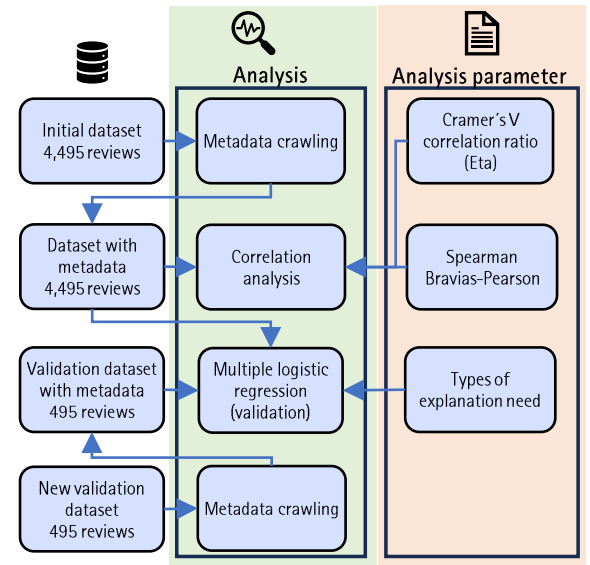 Analysis
Analysis parameter
Initial dataset
4,495 reviews
Metadata crawling
Cramer´s V
correlation ratio
(Eta)
Dataset with
metadata
4,495 reviews
Correlation
analysis
Spearman
Bravias-Pearson
Validation dataset
with metadata
495 reviews
Multiple logistic
regression
(validation)
Types of
explanation need
New validation
dataset
495 reviews
Metadata crawling